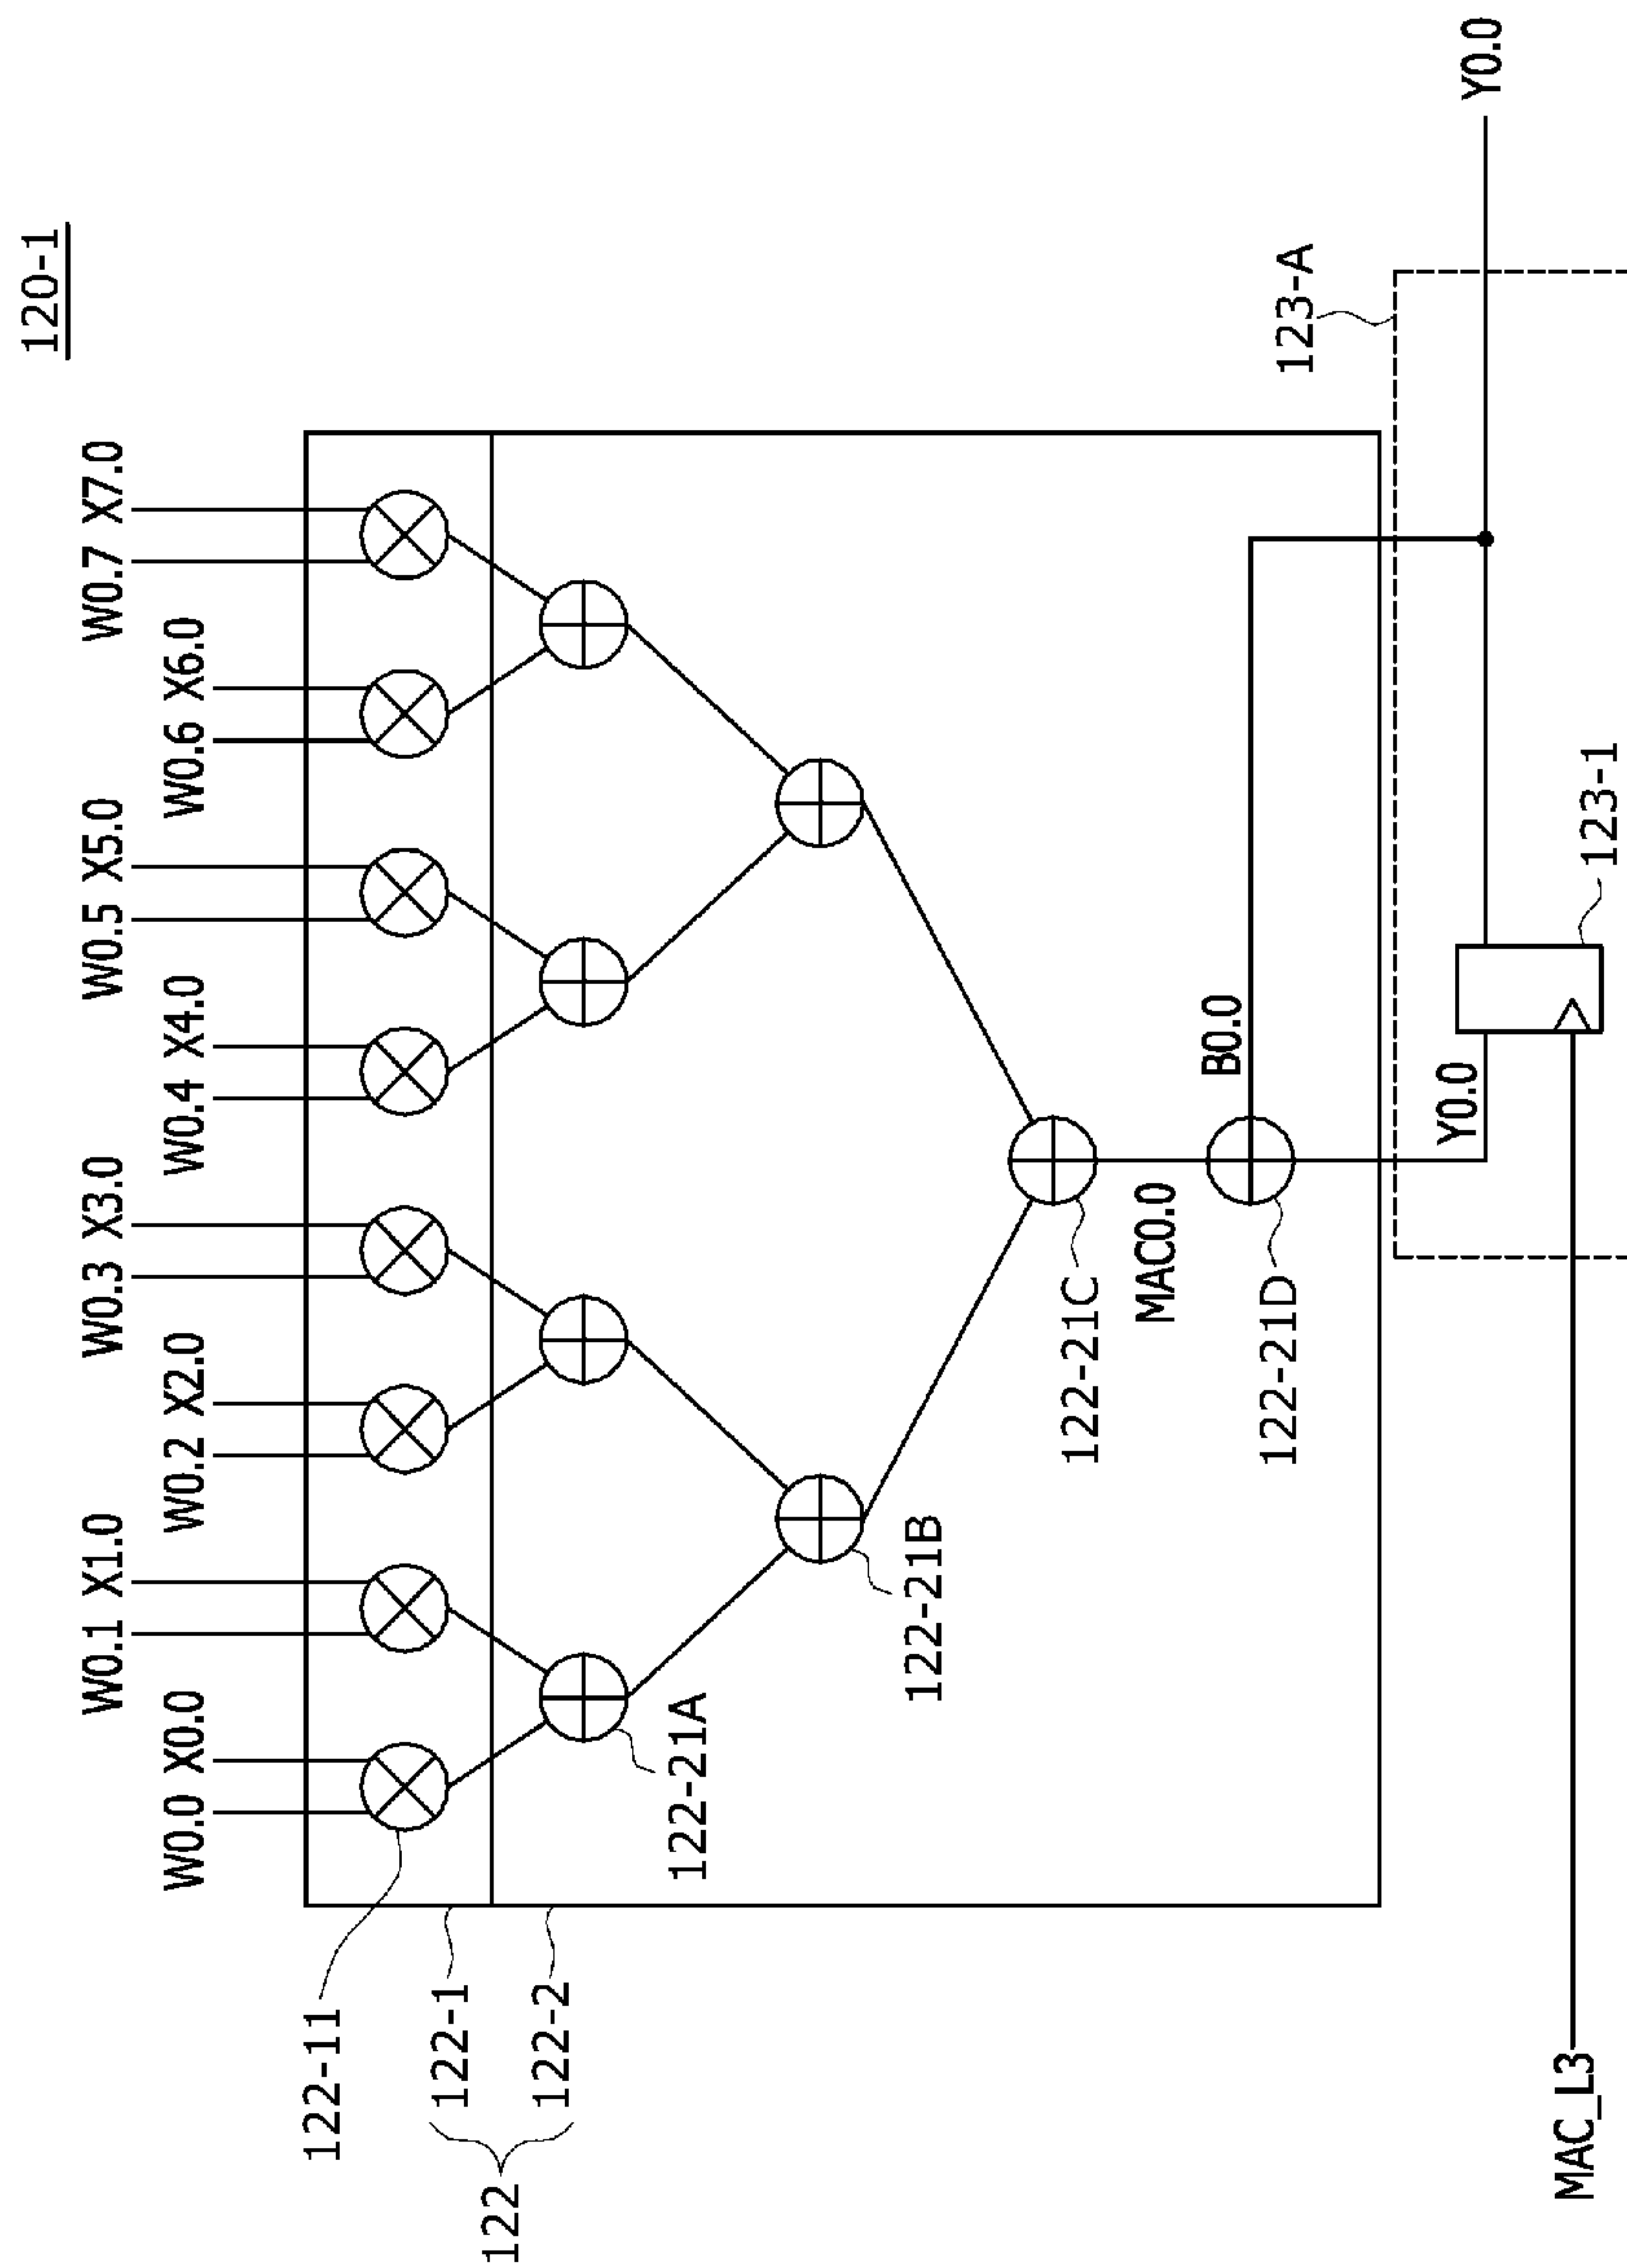 120-1
W0.0 X0.0
W0.1 X1.0
W0.2 X2.0
W0.3 X3.0
W0.4 X4.0
W0.5 X5.0
W0.6 X6.0
W0.7 X7.0
122-11
122-1
122
122-2
122-21A
122-21B
122-21C
MAC0.0
B0.0
122-21D
123-A
Y0.0
Y0.0
MAC_L3
123-1